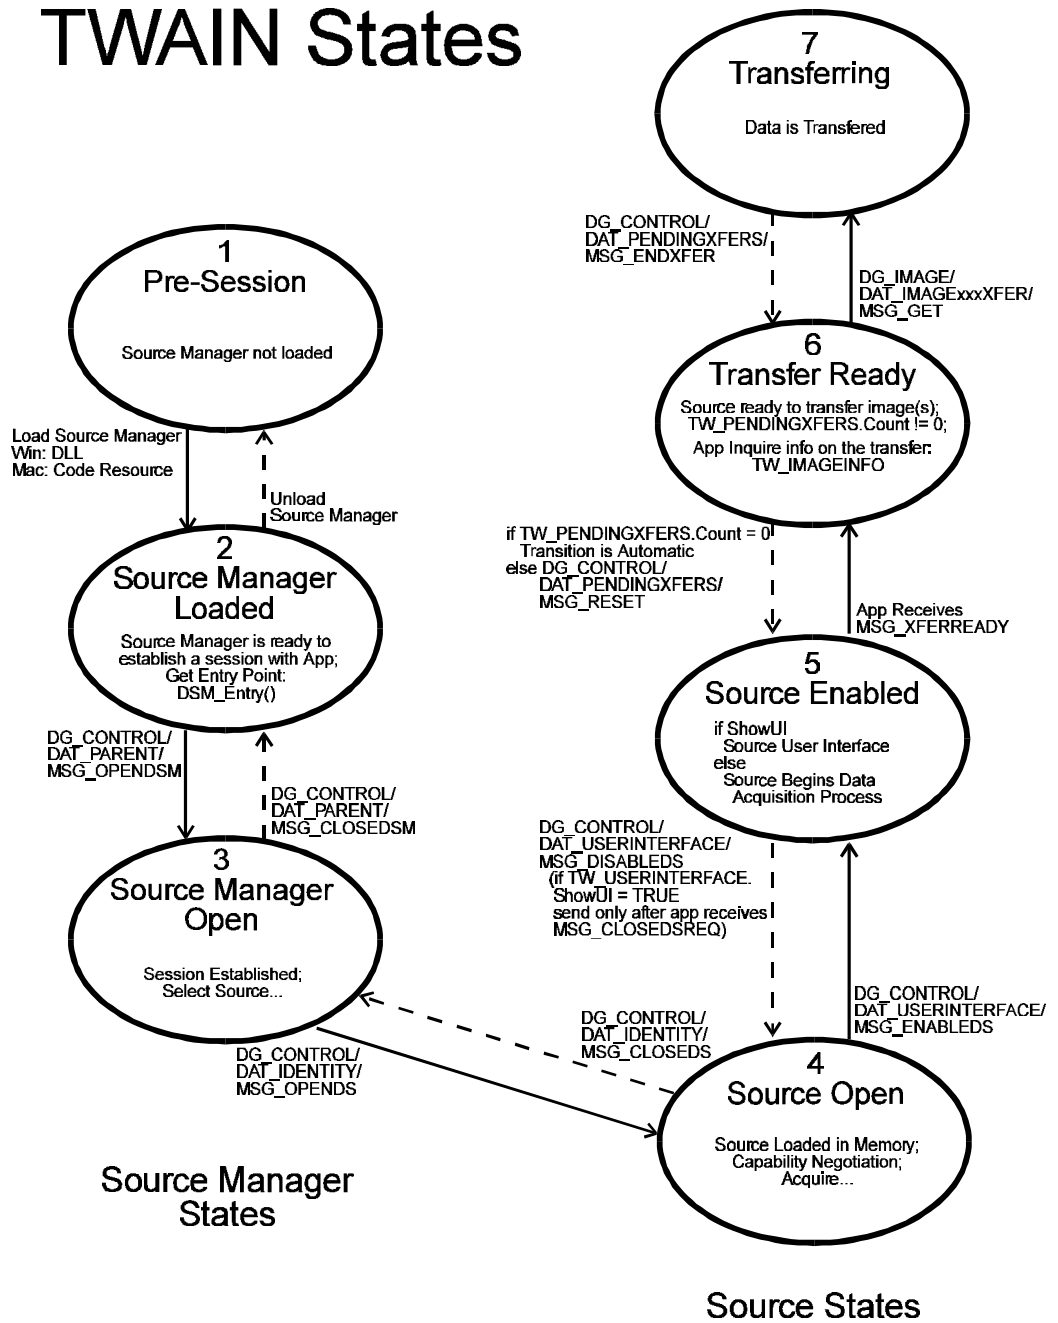 TWAIN States
1
Pre-Session
Source Manager not loaded
Load Source Manager
Win: DLL
Mac: Code Resource
Unload
Source Manager
2
Source Manager
Loaded
Source Manager is ready to
establish a session with App;
Get Entry Point:
DSM_Entry()
DG_CONTROL/
DAT_PARENT/
MSG_OPENDSM
DG_CONTROL/
DAT_PARENT/
MSG_CLOSEDSM
3
Source Manager
Open
Session Established;
Select Source...
DG_CONTROL/
DAT_IDENTITY/
MSG_OPENDS
Source Manager
States
7
Transferring
Data is Transfered
DG_CONTROL/
DAT_PENDINGXFERS/
MSG_ENDXFER
DG_IMAGE/
DAT_IMAGExxxXFER/
MSG_GET
6
Transfer Ready
Source ready to transfer image(s);
TW_PENDINGXFERS.Count != 0;
App Inquire info on the transfer:
TW_IMAGEINFO
if TW_PENDINGXFERS.Count = 0
Transition is Automatic
else DG_CONTROL/
DAT_PENDINGXFERS/
MSG_RESET
App Receives
MSG_XFERREADY
5
Source Enabled
if ShowUI
Source User Interface
else
Source Begins Data
Acquisition Process
DG_CONTROL/
DAT_USERINTERFACE/
MSG_DISABLEDS
(if TW_USERINTERFACE.
ShowUI = TRUE
send only after app receives
MSG_CLOSEDSREQ)
DG_CONTROL/
DAT_USERINTERFACE/
MSG_ENABLEDS
DG_CONTROL/
DAT_IDENTITY/
MSG_CLOSEDS
4
Source Open
Source Loaded in Memory;
Capability Negotiation;
Acquire...
Source States